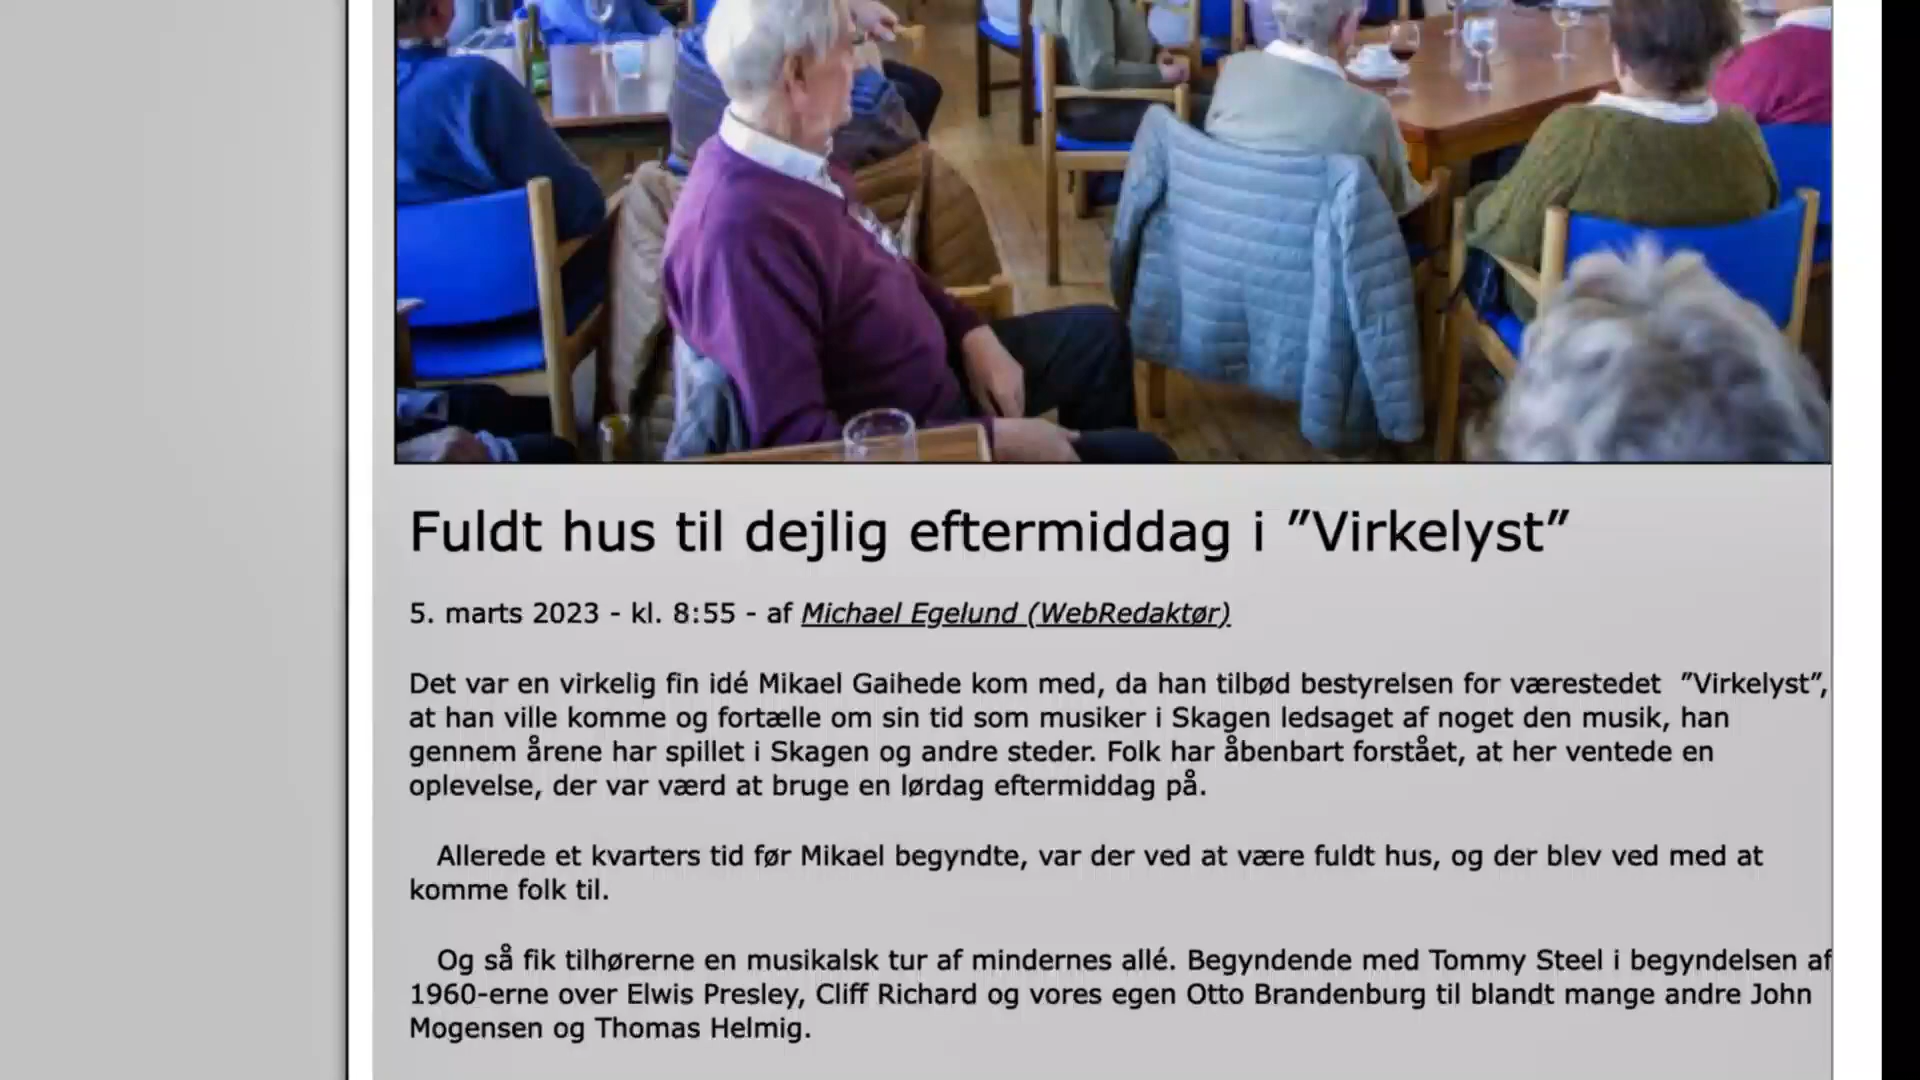 Fuldt hus til dejlig eftermiddag i ”Virkelyst”
5. marts 2023 - kl. 8:55 - af Michael Egelund (WebRedaktør)
Det var en virkelig fin idé Mikael Gaihede kom med, da han tilbød bestyrelsen for værestedet ”Virkelyst”,
at han ville komme og fortælle om sin tid som musiker i Skagen ledsaget af noget den musik, han
gennem årene har spillet i Skagen og andre steder. Folk har åbenbart forstået, at her ventede en
oplevelse, der var værd at bruge en lørdag eftermiddag på.
Allerede et kvarters tid før Mikael begyndte, var der ved at være fuldt hus, og der blev ved med at
komme folk til.
Og så fik tilhørerne en musikalsk tur af mindernes allé. Begyndende med Tommy Steel i begyndelsen af
1960-erne over Elwis Presley, Cliff Richard og vores egen Otto Brandenburg til blandt mange andre John
Mogensen og Thomas Helmig.